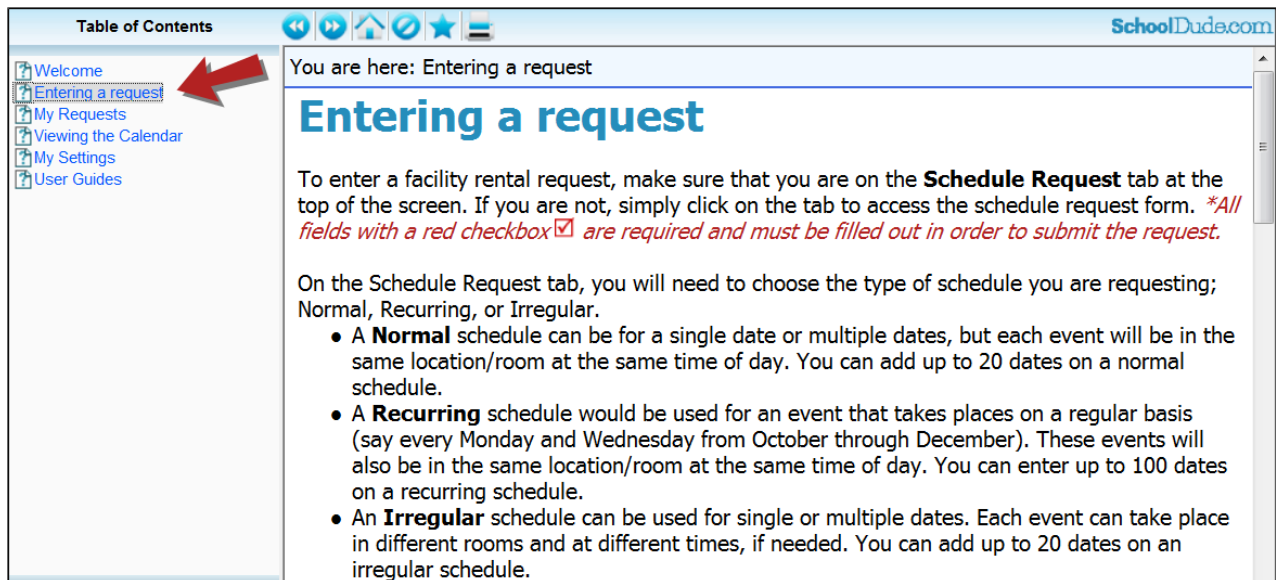 Table of Contents
SchoolDude.com
Welcome
Entering a request
My Requests
Viewing the Calendar
My Settings
User Guides
You are here: Entering a request
Entering a request
To enter a facility rental request, make sure that you are on the Schedule Request tab at the
top of the screen. If you are not, simply click on the tab to access the schedule request form. *All
fields with a red checkbox are required and must be filled out in order to submit the request.
On the Schedule Request tab, you will need to choose the type of schedule you are requesting;
Normal, Recurring, or Irregular.
● A Normal schedule can be for a single date or multiple dates, but each event will be in the
same location/room at the same time of day. You can add up to 20 dates on a normal
schedule.
● A Recurring schedule would be used for an event that takes places on a regular basis
(say every Monday and Wednesday from October through December). These events will
also be in the same location/room at the same time of day. You can enter up to 100 dates
on a recurring schedule.
● An Irregular schedule can be used for single or multiple dates. Each event can take place
in different rooms and at different times, if needed. You can add up to 20 dates on an
irregular schedule.